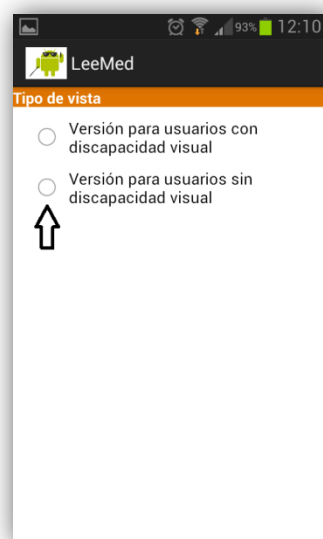 93% 12:10
LeeMed
Tipo de vista
Versión para usuarios con
discapacidad visual
Versión para usuarios sin
discapacidad visual